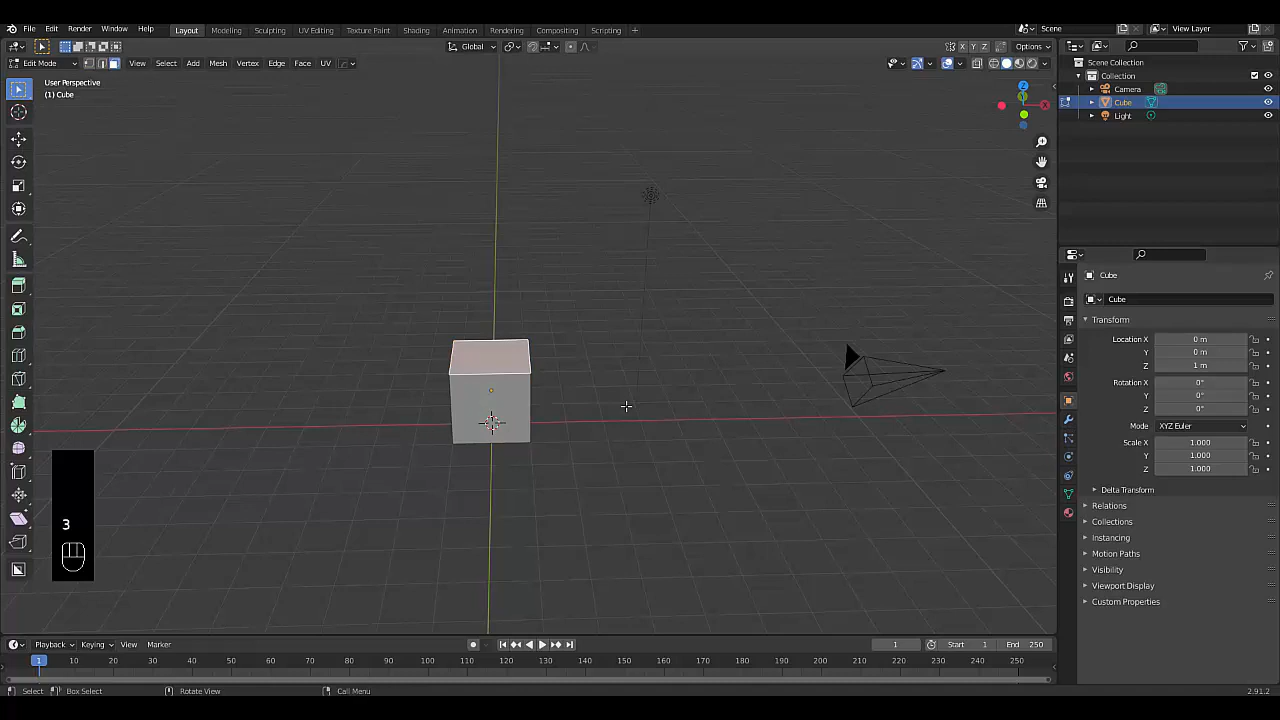 File Edit Render Window Help Layout Modeling Sculpting UV Editing Texture Paint Shading Animation Rendering Compositing Scripting + Scene View Layer
Global X Y Z Options
Edit Mode View Select Add Mesh Vertex Edge Face UV
User Perspective
(1) Cube
Z
Y
X
Scene Collection
Collection
Camera
Cube
Light
Cube
Cube
Transform
Location X 0 m
Y 0 m
Z 1 m
Rotation X 0°
Y 0°
Z 0°
Mode XYZ Euler
Scale X 1.000
Y 1.000
Z 1.000
Delta Transform
Relations
Collections
Instancing
Motion Paths
Visibility
Viewport Display
Custom Properties
3
Playback Keying View Marker 1 Start 1 End 250
1 10 20 30 40 50 60 70 80 90 100 110 120 130 140 150 160 170 180 190 200 210 220 230 240 250
Select Box Select Rotate View Call Menu 2.91.2